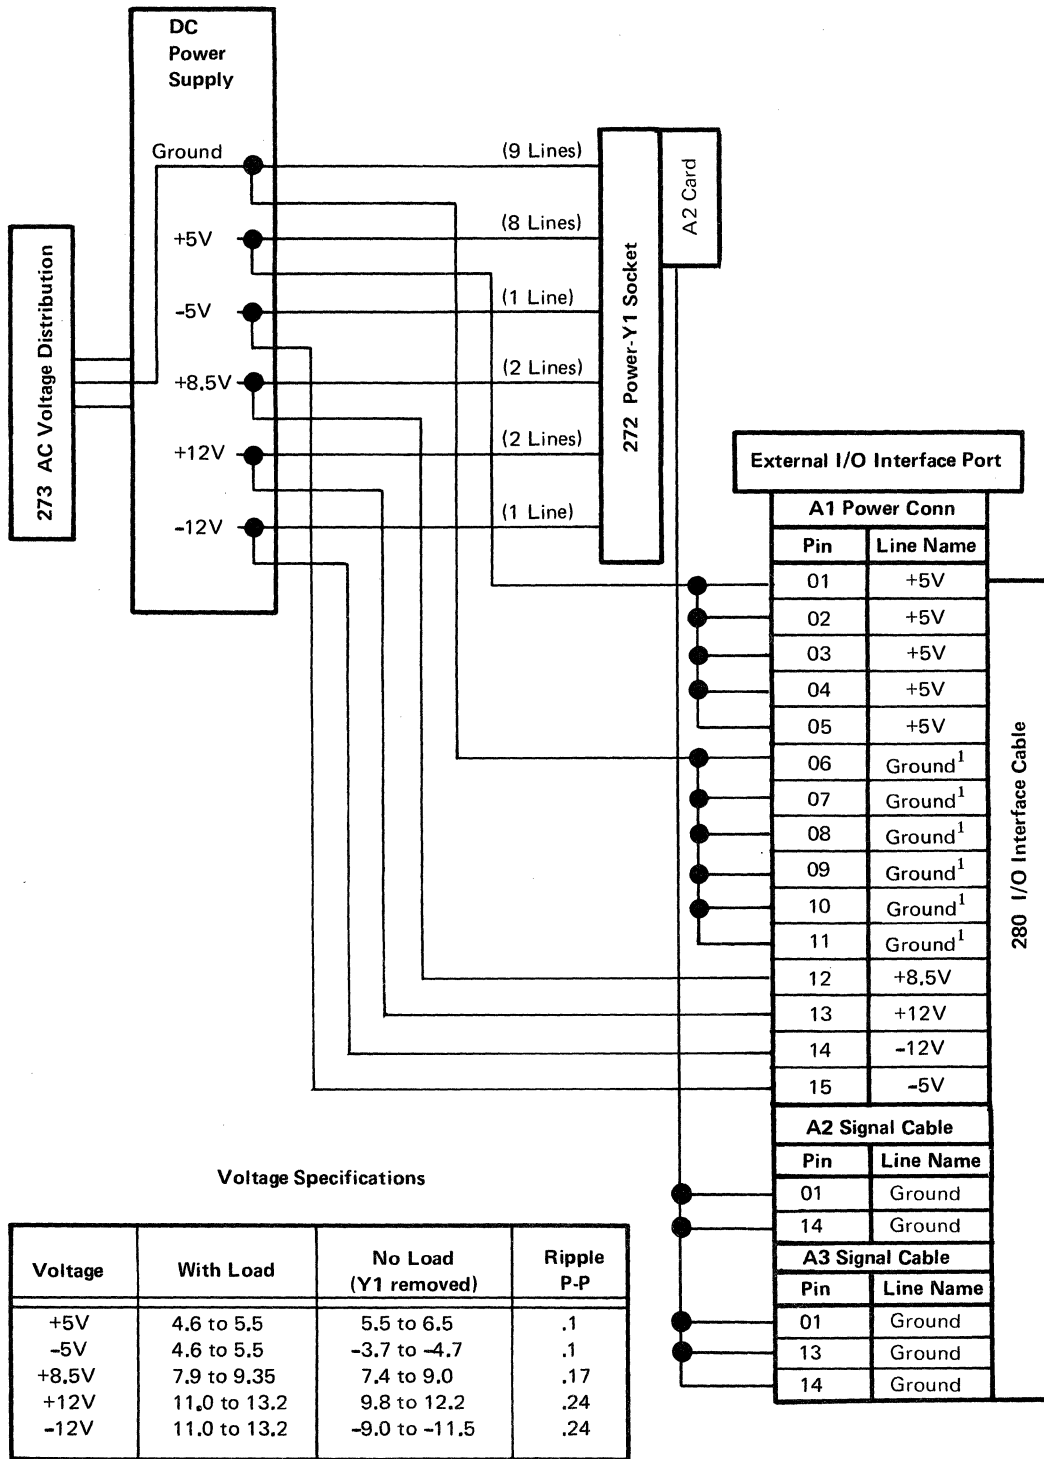 DC
Power
Supply
Ground
(9 Lines)
+5V
(8 Lines)
-5V
(1 Line)
+8.5V
(2 Lines)
+12V
(2 Lines)
-12V
(1 Line)
273 AC Voltage Distribution
272 Power-Y1 Socket
A2 Card
External I/O Interface Port
A1 Power Conn
Pin Line Name
01 +5V
02 +5V
03 +5V
04 +5V
05 +5V
06 Ground¹
07 Ground¹
08 Ground¹
09 Ground¹
10 Ground¹
11 Ground¹
12 +8.5V
13 +12V
14 -12V
15 -5V
A2 Signal Cable
Pin Line Name
01 Ground
14 Ground
A3 Signal Cable
Pin Line Name
01 Ground
13 Ground
14 Ground
280 I/O Interface Cable
Voltage Specifications
Voltage With Load No Load (Y1 removed) Ripple P-P
+5V 4.6 to 5.5 5.5 to 6.5 .1
-5V 4.6 to 5.5 -3.7 to -4.7 .1
+8.5V 7.9 to 9.35 7.4 to 9.0 .17
+12V 11.0 to 13.2 9.8 to 12.2 .24
-12V 11.0 to 13.2 -9.0 to -11.5 .24